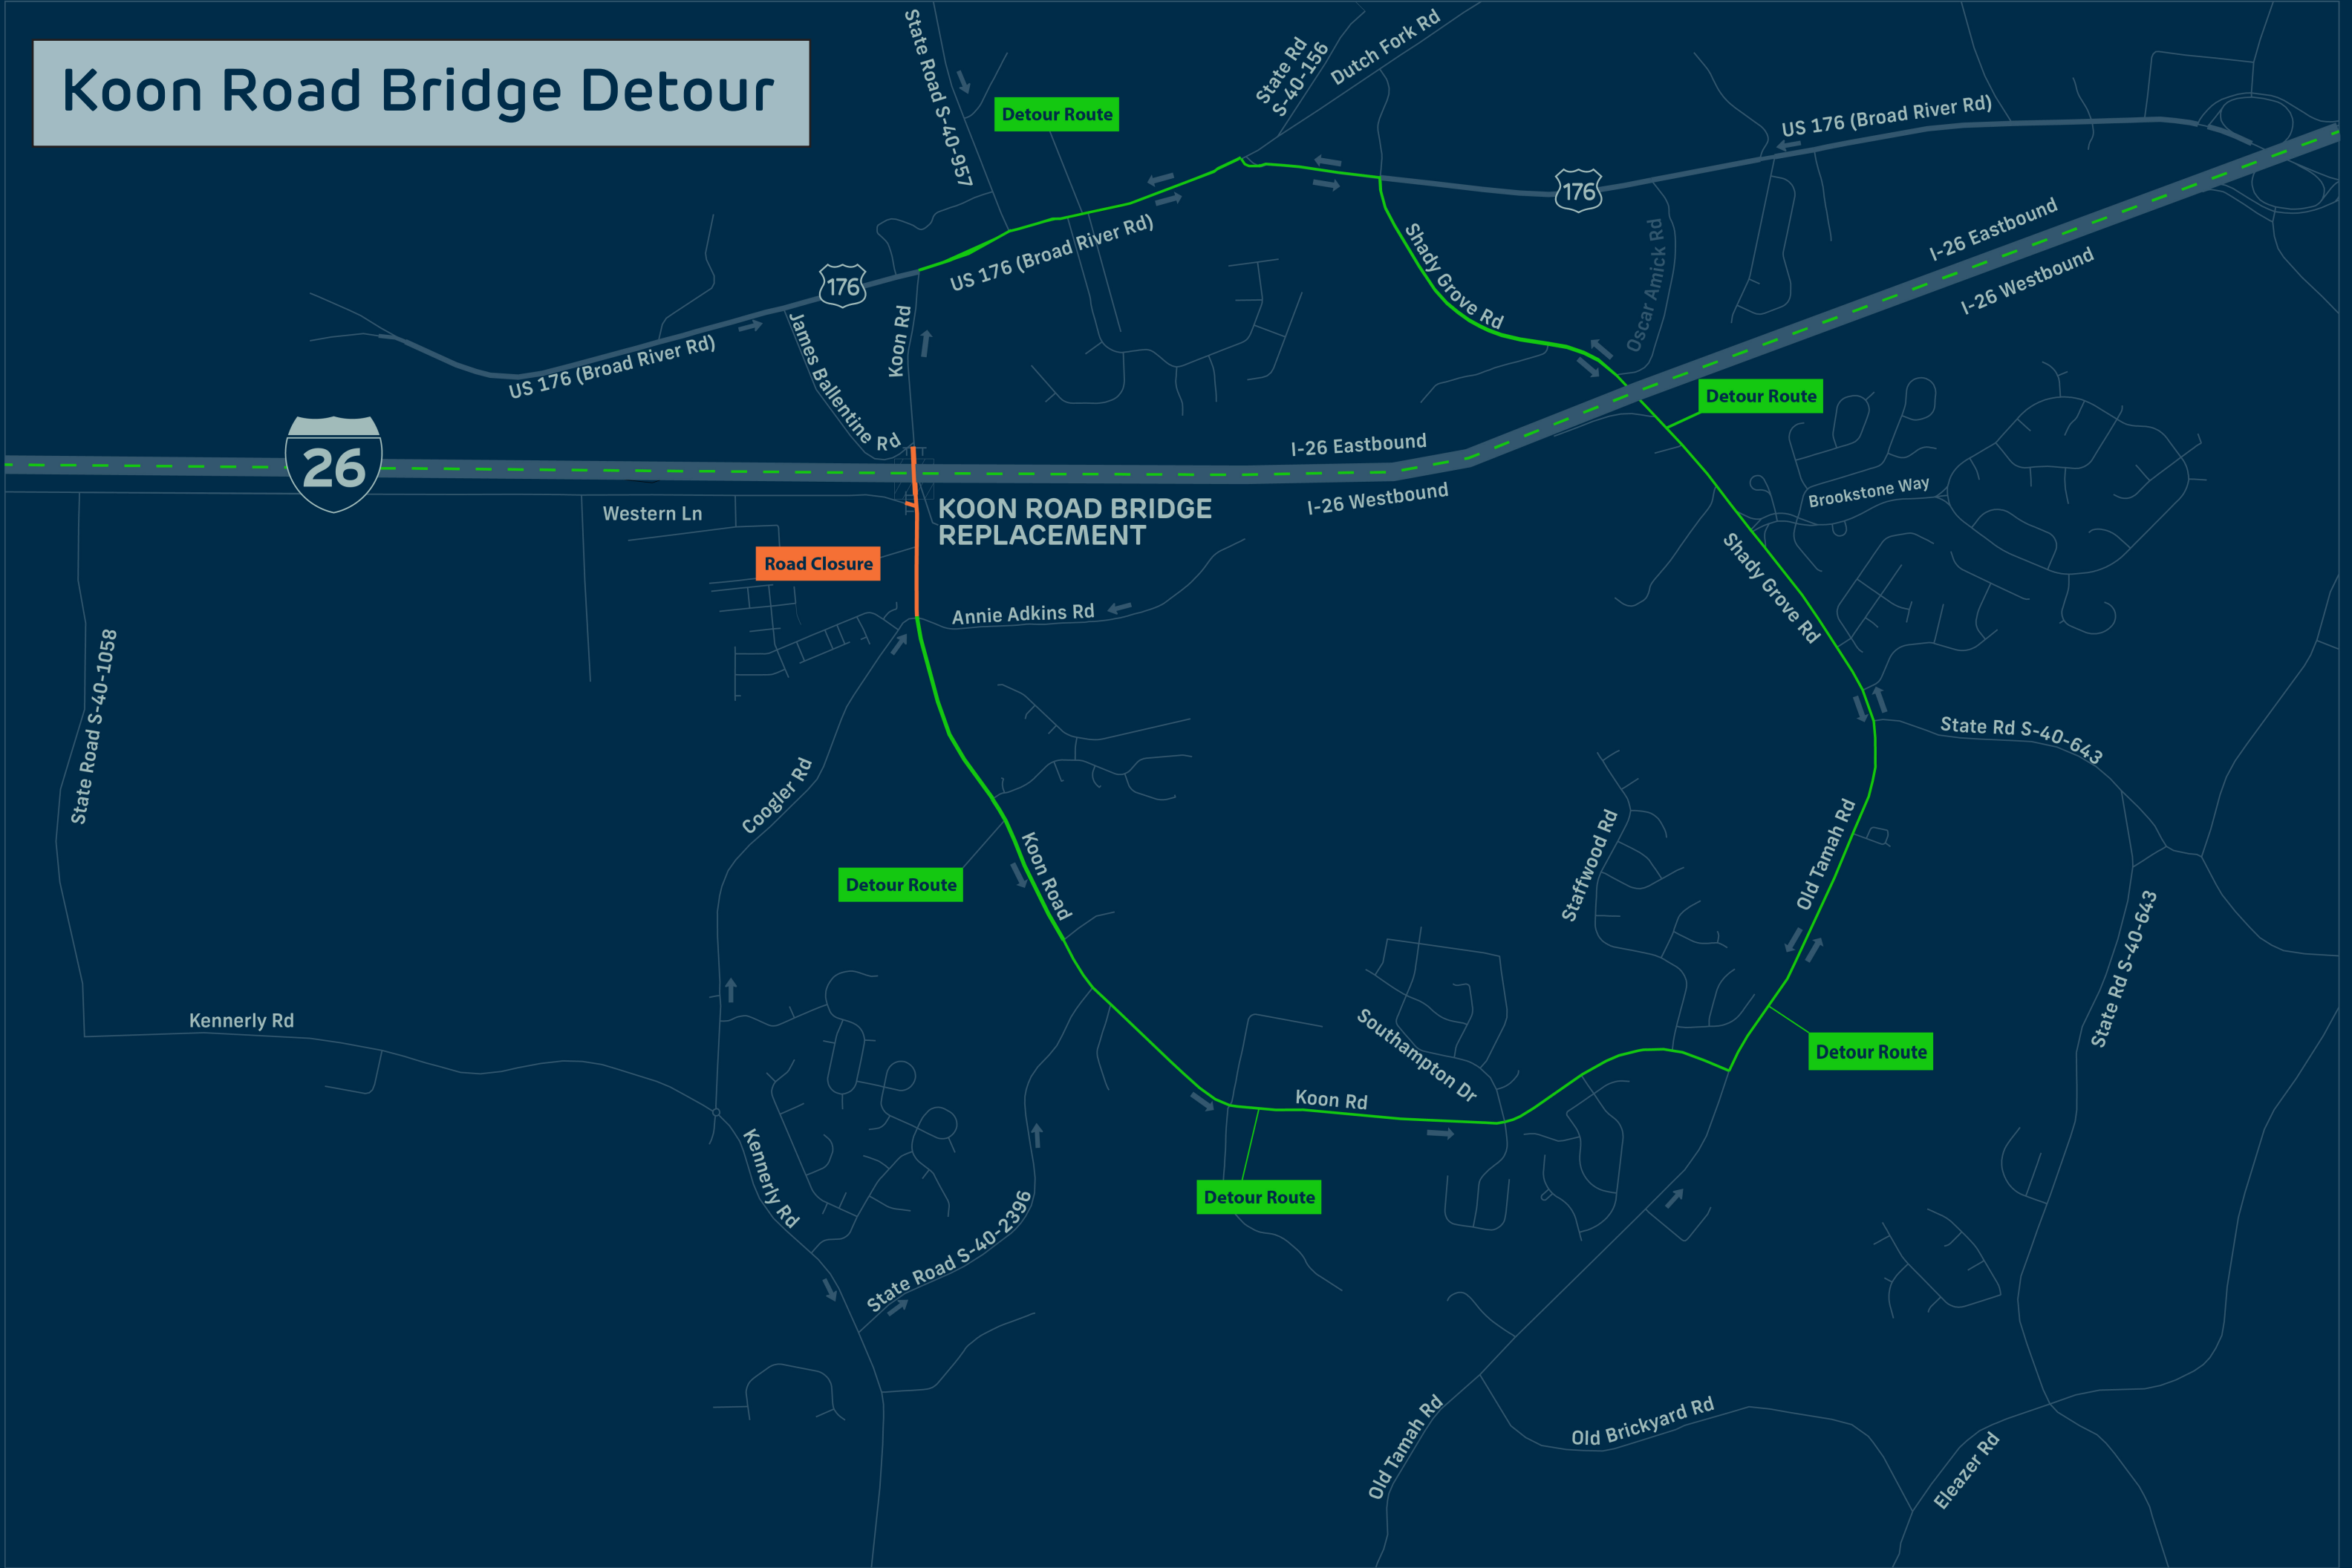 Koon Road Bridge Detour
State Road S-40-957
Detour Route
State Rd
S-40-156
Dutch Fork Rd
US 176 (Broad River Rd)
176
US 176 (Broad River Rd)
176
US 176 (Broad River Rd)
James Ballentine Rd
Koon Rd
Shady Grove Rd
Oscar Amick Rd
I-26 Eastbound
I-26 Westbound
Detour Route
26
I-26 Eastbound
I-26 Westbound
Western Ln
KOON ROAD BRIDGE
REPLACEMENT
Road Closure
Annie Adkins Rd
Brookstone Way
Shady Grove Rd
State Road S-40-1058
State Rd S-40-643
Coogler Rd
Koon Road
Detour Route
Staffwood Rd
Old Tamah Rd
State Rd S-40-643
Kennerly Rd
Southampton Dr
Detour Route
Koon Rd
Kennerly Rd
Detour Route
State Road S-40-2396
Old Tamah Rd
Old Brickyard Rd
Eleazer Rd